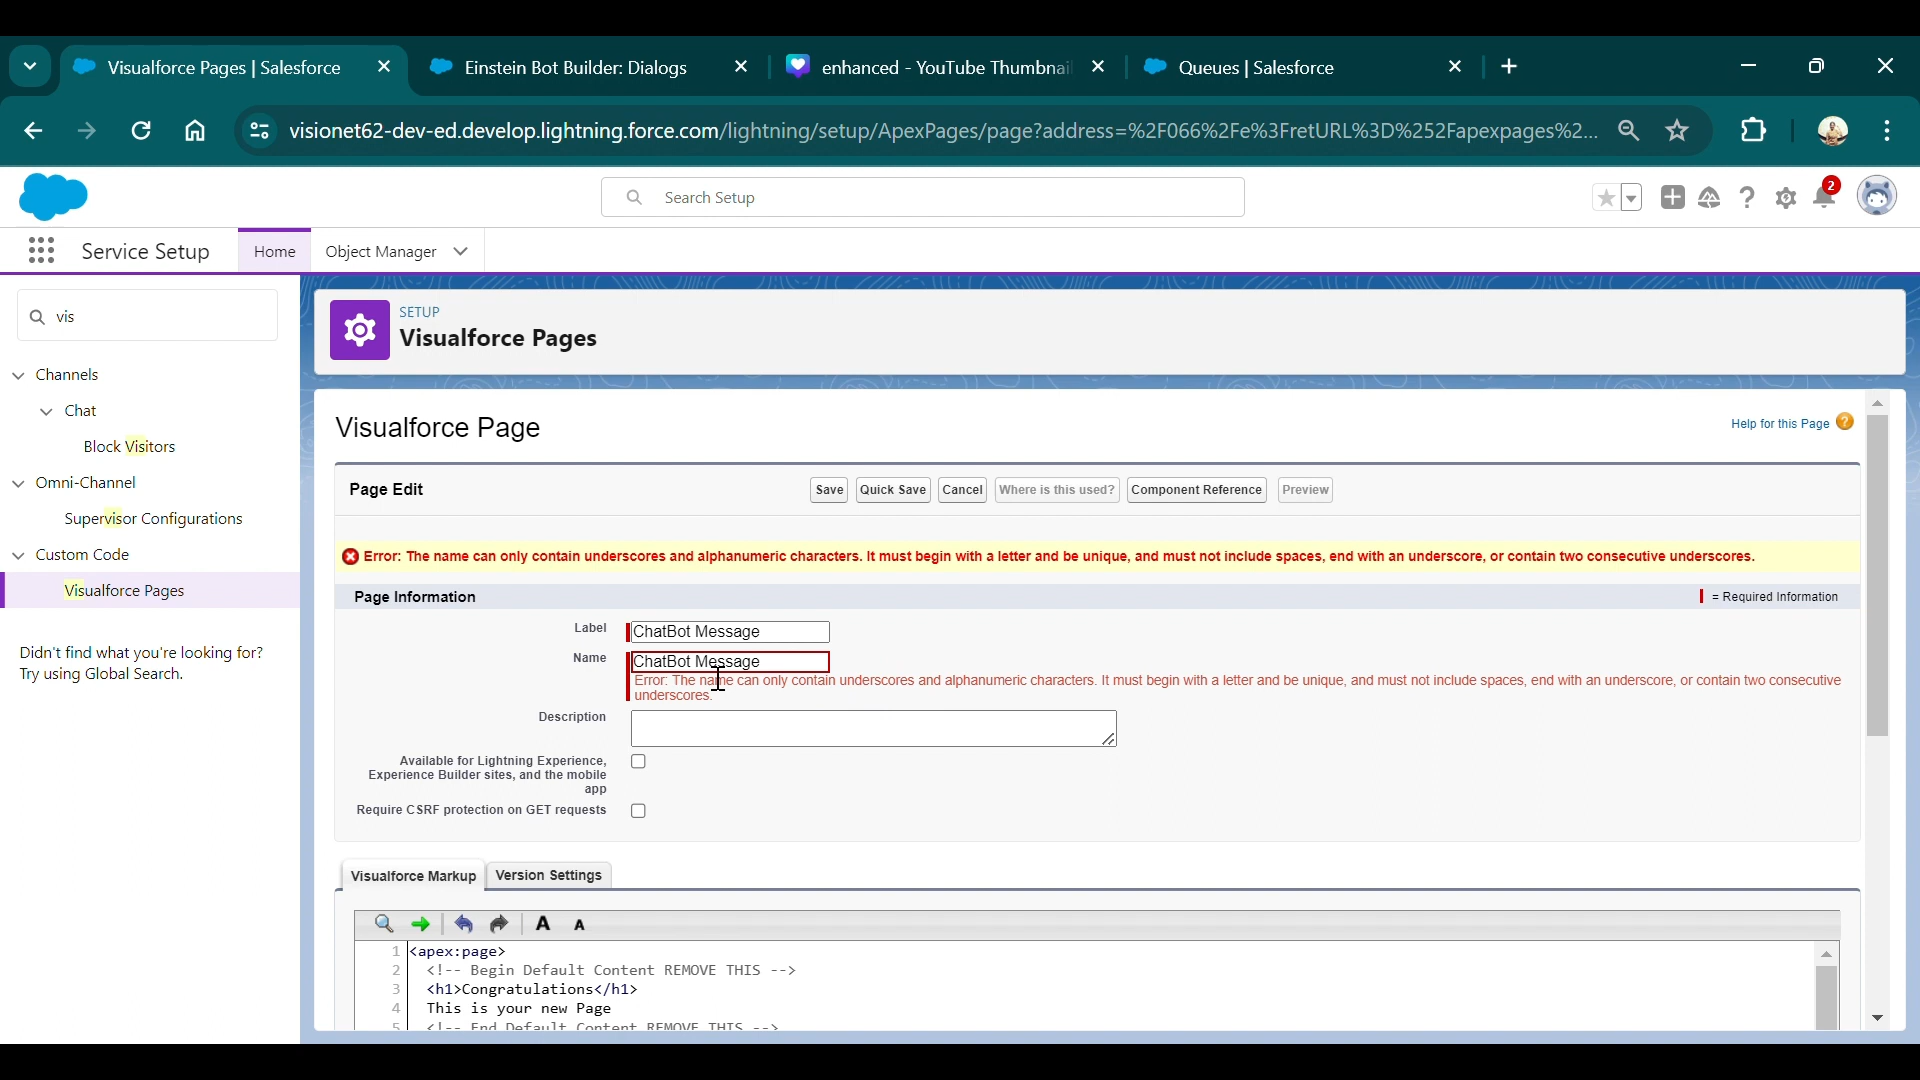 Visualforce Pages | Salesforce
Einstein Bot Builder: Dialogs
enhanced - YouTube Thumbnai
Queues | Salesforce
visionet62-dev-ed.develop.lightning.force.com/lightning/setup/ApexPages/page?address=%2F066%2Fe%3FretURL%3D%252Fapexpages%2...
Search Setup
2
Service Setup
Home
Object Manager
vis
Channels
Chat
Block Visitors
Omni-Channel
Supervisor Configurations
Custom Code
Visualforce Pages
Didn't find what you're looking for?
Try using Global Search.
SETUP
Visualforce Pages
Visualforce Page
Help for this Page
Page Edit
Save
Quick Save
Cancel
Where is this used?
Component Reference
Preview
Error: The name can only contain underscores and alphanumeric characters. It must begin with a letter and be unique, and must not include spaces, end with an underscore, or contain two consecutive underscores.
Page Information
= Required Information
Label
ChatBot Message
Name
ChatBot Message
Error: The name can only contain underscores and alphanumeric characters. It must begin with a letter and be unique, and must not include spaces, end with an underscore, or contain two consecutive
underscores.
Description
Available for Lightning Experience,
Experience Builder sites, and the mobile
app
Require CSRF protection on GET requests
Visualforce Markup
Version Settings
A
A
1 <apex:page>
2 <!-- Begin Default Content REMOVE THIS -->
3 <h1>Congratulations</h1>
4 This is your new Page
5 <!-- End Default Content REMOVE THIS -->